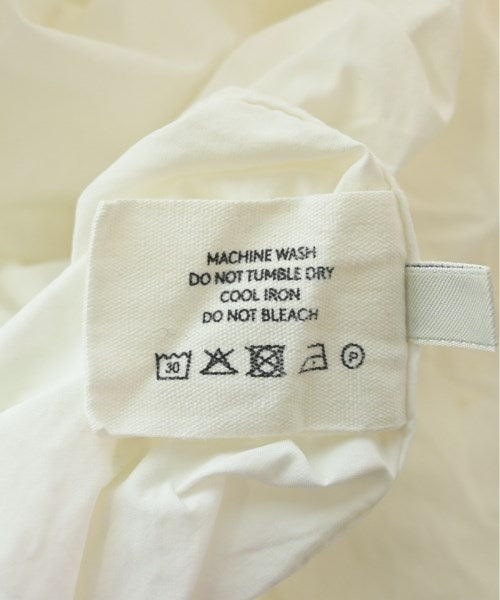 MACHINE WASH
DO NOT TUMBLE DRY
COOL IRON
DO NOT BLEACH
30 P